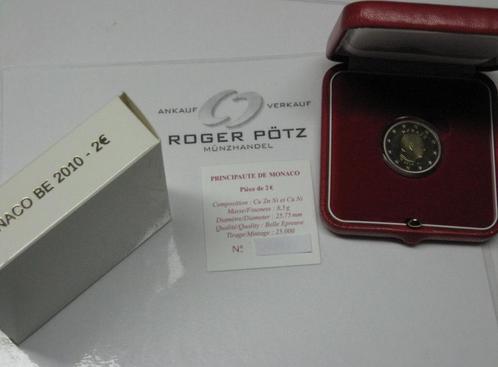 ANKAUF VERKAUF
ROGER PÖTZ
MÜNZHANDEL
NACO BE 2010 - 2€
PRINCIPAUTE DE MONACO
Pièce de 2 €
Composition : Cu Zn Ni et Cu Ni
Masse/Fineness : 8,5 g
Diamètre/Diameter : 25.75 mm
Qualité/Quality : Belle Epreuve
Tirage/Mintage : 25.000
N°